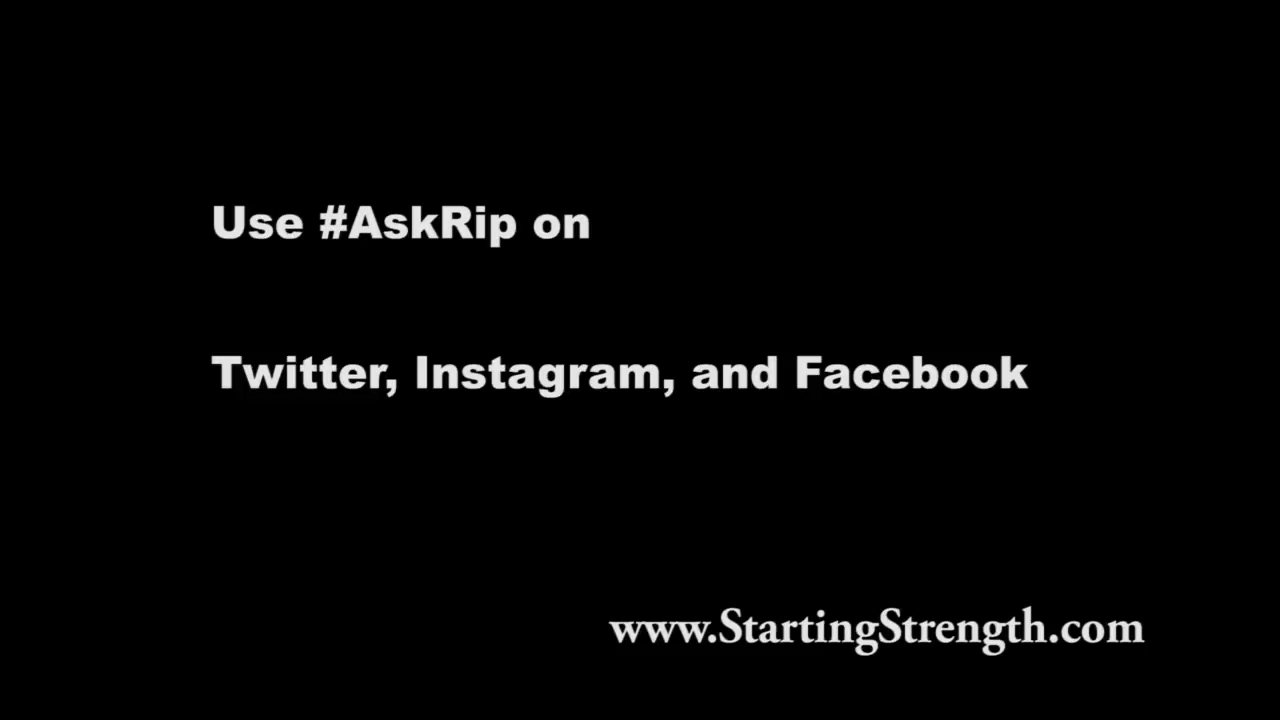 Use #AskRip on
Twitter, Instagram, and Facebook
www.StartingStrength.com